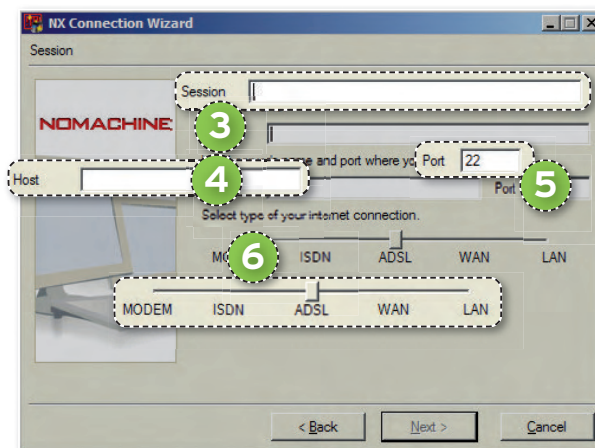 NX Connection Wizard
Session
Session
NOMACHINE
3
me and port where yo
Port 22
Host
4
Port
5
Select type of your internet connection.
6
ISDN ADSL WAN LAN
MODEM ISDN ADSL WAN LAN
< Back Next > Cancel